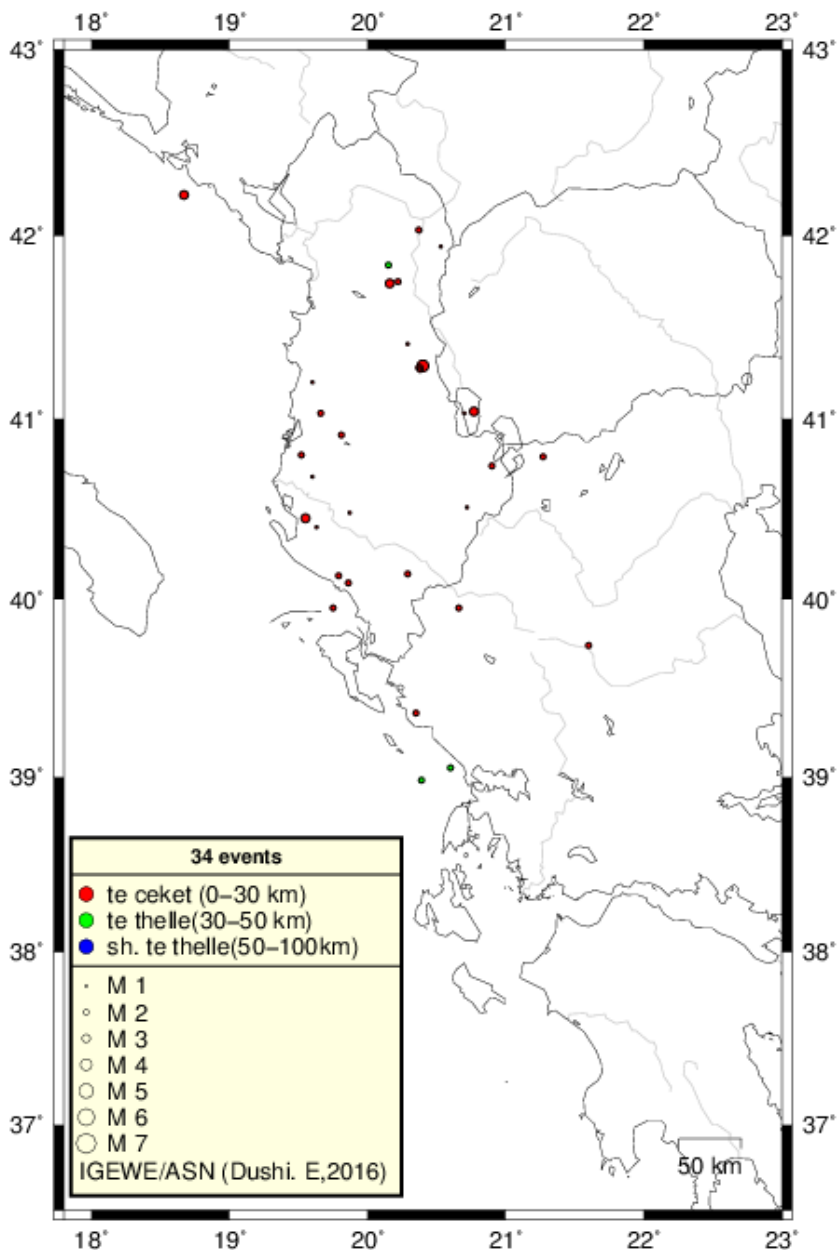 18˚ 19˚ 20˚ 21˚ 22˚ 23˚
43˚ 43˚
42˚ 42˚
41˚ 41˚
40˚ 40˚
39˚ 39˚
38˚ 38˚
37˚ 37˚
34 events
te ceket (0–30 km)
te thelle(30–50 km)
sh. te thelle(50–100km)
M 1
M 2
M 3
M 4
M 5
M 6
M 7
IGEWE/ASN (Dushi. E,2016)
50 km
18˚ 19˚ 20˚ 21˚ 22˚ 23˚